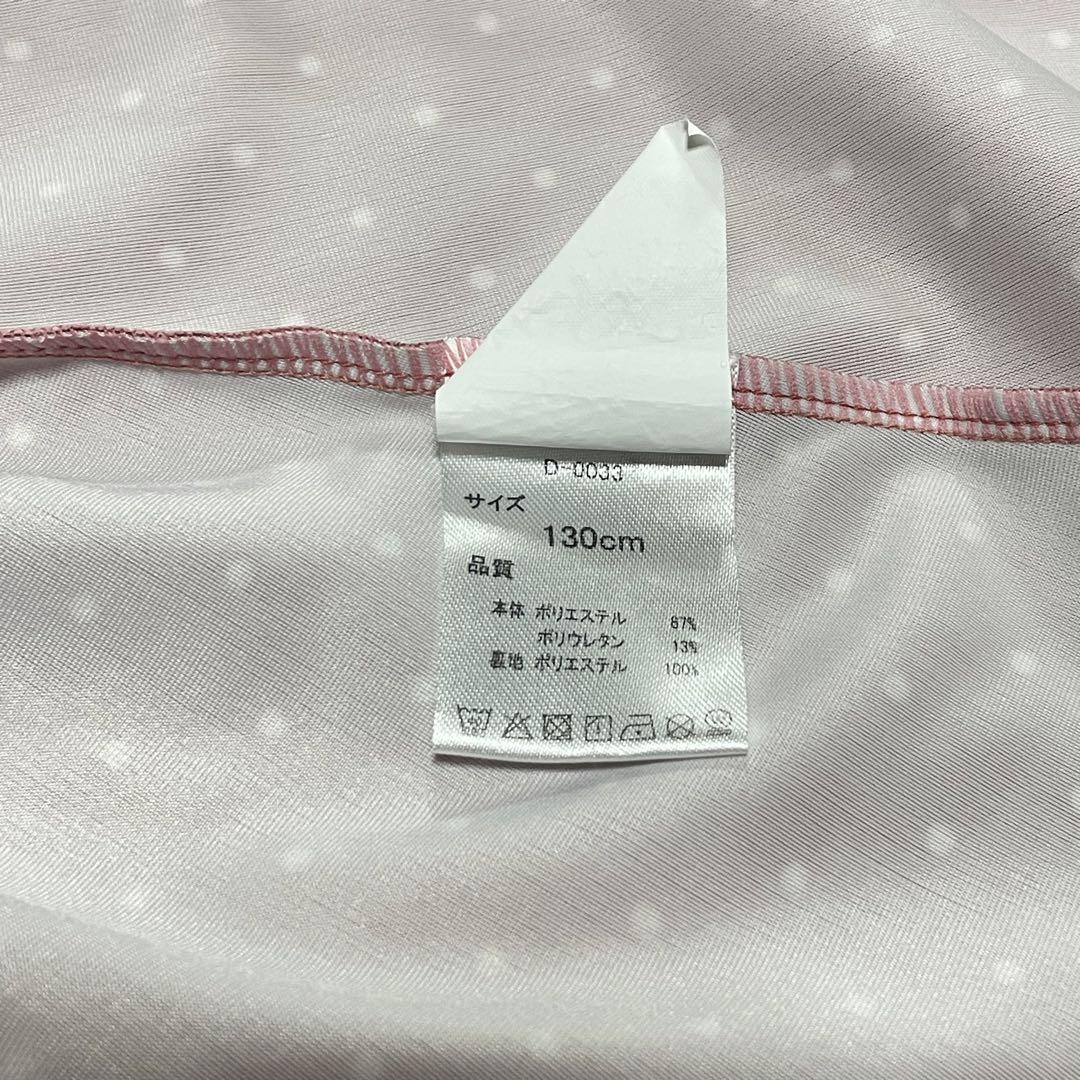 D-0033
サイズ
130cm
品質
本体 ポリエステル 87%
ポリウレタン 13%
裏地 ポリエステル 100%